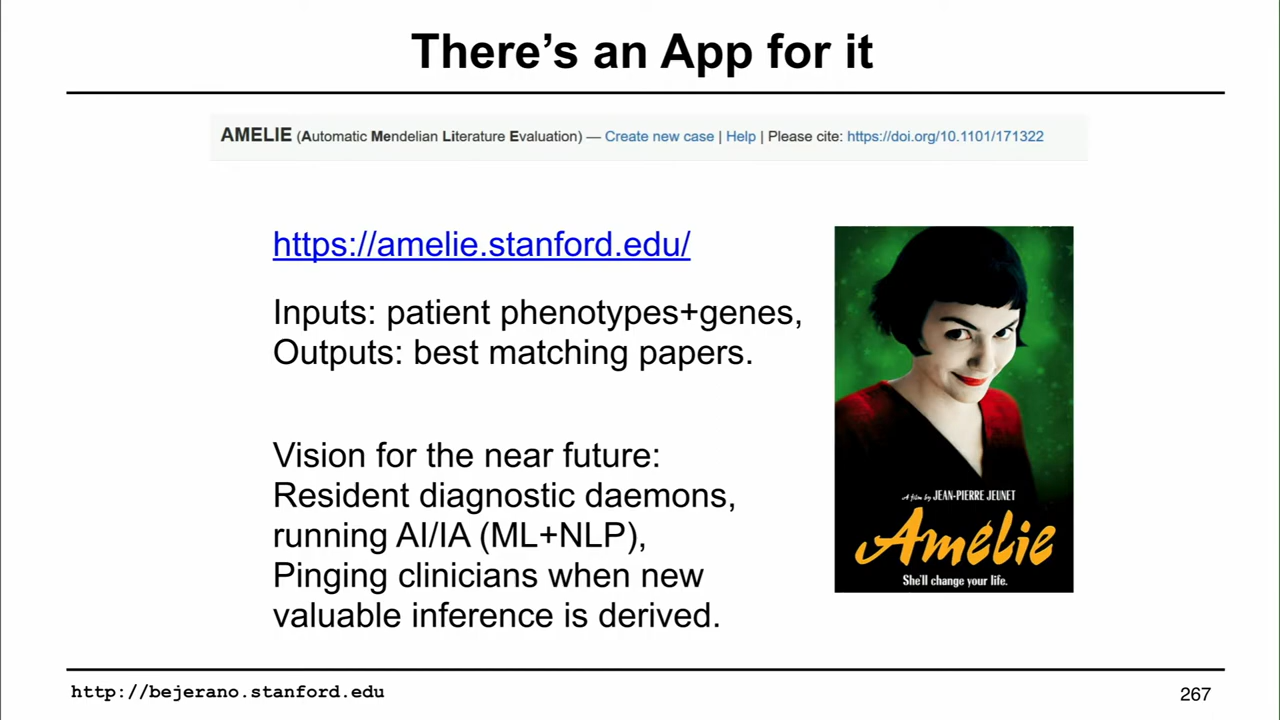 There's an App for it
AMELIE (Automatic Mendelian Literature Evaluation) — Create new case | Help | Please cite: https://doi.org/10.1101/171322
https://amelie.stanford.edu/
Inputs: patient phenotypes+genes,
Outputs: best matching papers.
Vision for the near future:
Resident diagnostic daemons,
running AI/IA (ML+NLP),
Pinging clinicians when new
valuable inference is derived.
A film by JEAN-PIERRE JEUNET
Amélie
She'll change your life.
http://bejerano.stanford.edu
267